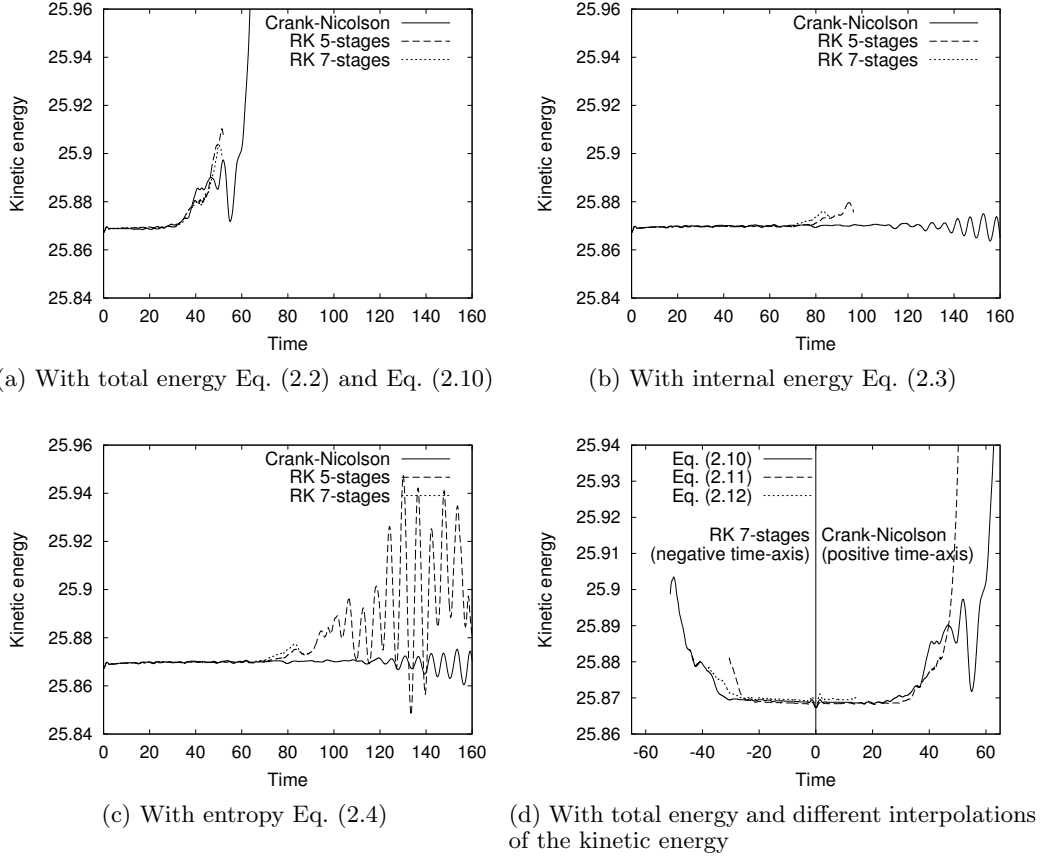 25.96
25.94
25.92
25.9
25.88
25.86
25.84
0 20 40 60 80 100 120 140 160
Kinetic energy
Time
Crank-Nicolson
RK 5-stages
RK 7-stages
(a) With total energy Eq. (2.2) and Eq. (2.10)
25.96
25.94
25.92
25.9
25.88
25.86
25.84
0 20 40 60 80 100 120 140 160
Kinetic energy
Time
Crank-Nicolson
RK 5-stages
RK 7-stages
(b) With internal energy Eq. (2.3)
25.96
25.94
25.92
25.9
25.88
25.86
25.84
0 20 40 60 80 100 120 140 160
Kinetic energy
Time
Crank-Nicolson
RK 5-stages
RK 7-stages
(c) With entropy Eq. (2.4)
25.94
25.93
25.92
25.91
25.9
25.89
25.88
25.87
25.86
-60 -40 -20 0 20 40 60
Kinetic energy
Time
Eq. (2.10)
Eq. (2.11)
Eq. (2.12)
RK 7-stages
(negative time-axis)
Crank-Nicolson
(positive time-axis)
(d) With total energy and different interpolations
of the kinetic energy